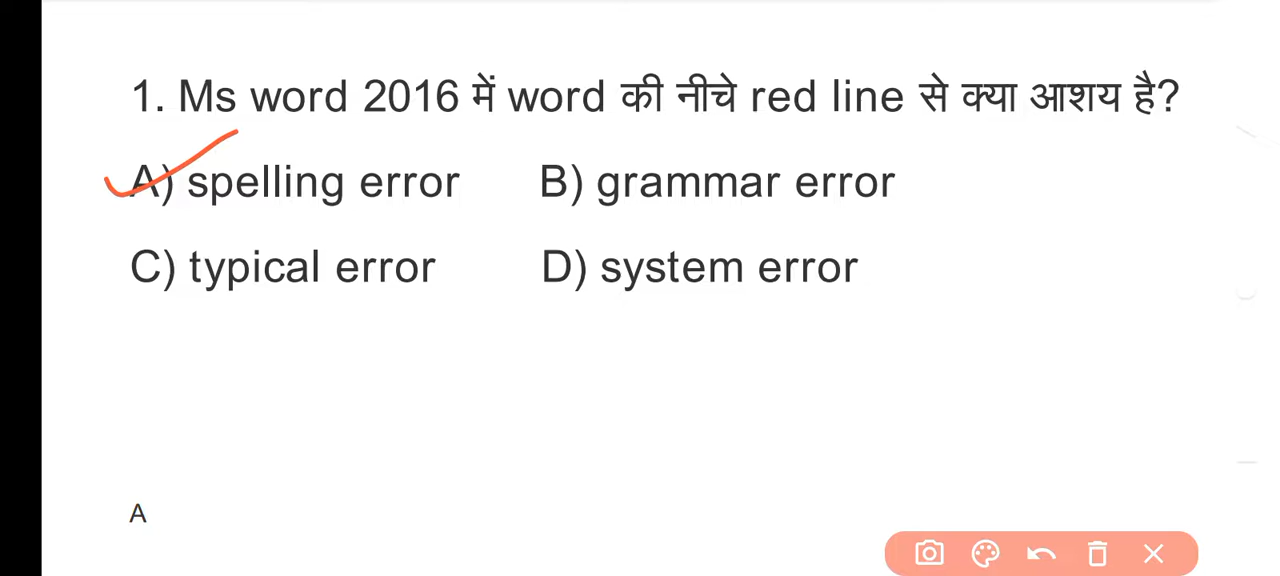 1. Ms word 2016 में word की नीचे red line से क्या आशय है?
A) spelling error B) grammar error
C) typical error D) system error
A